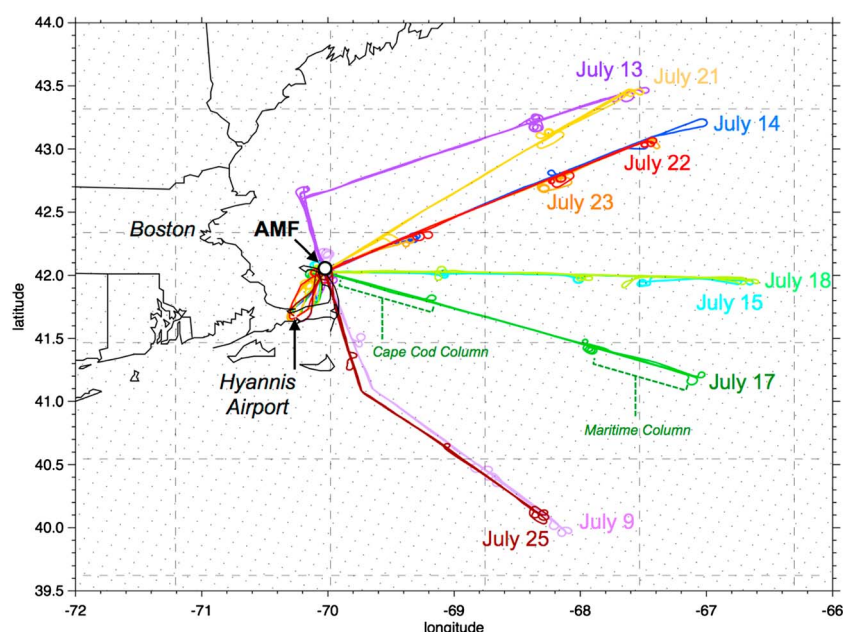 44.0
43.5
43.0
42.5
42.0
41.5
41.0
40.5
40.0
39.5
latitude
-72
-71
-70
-69
-68
-67
-66
longitude
July 13
July 21
July 14
July 22
July 23
Boston
AMF
July 18
July 15
Cape Cod Column
July 17
Hyannis
Airport
Maritime Column
July 25
July 9